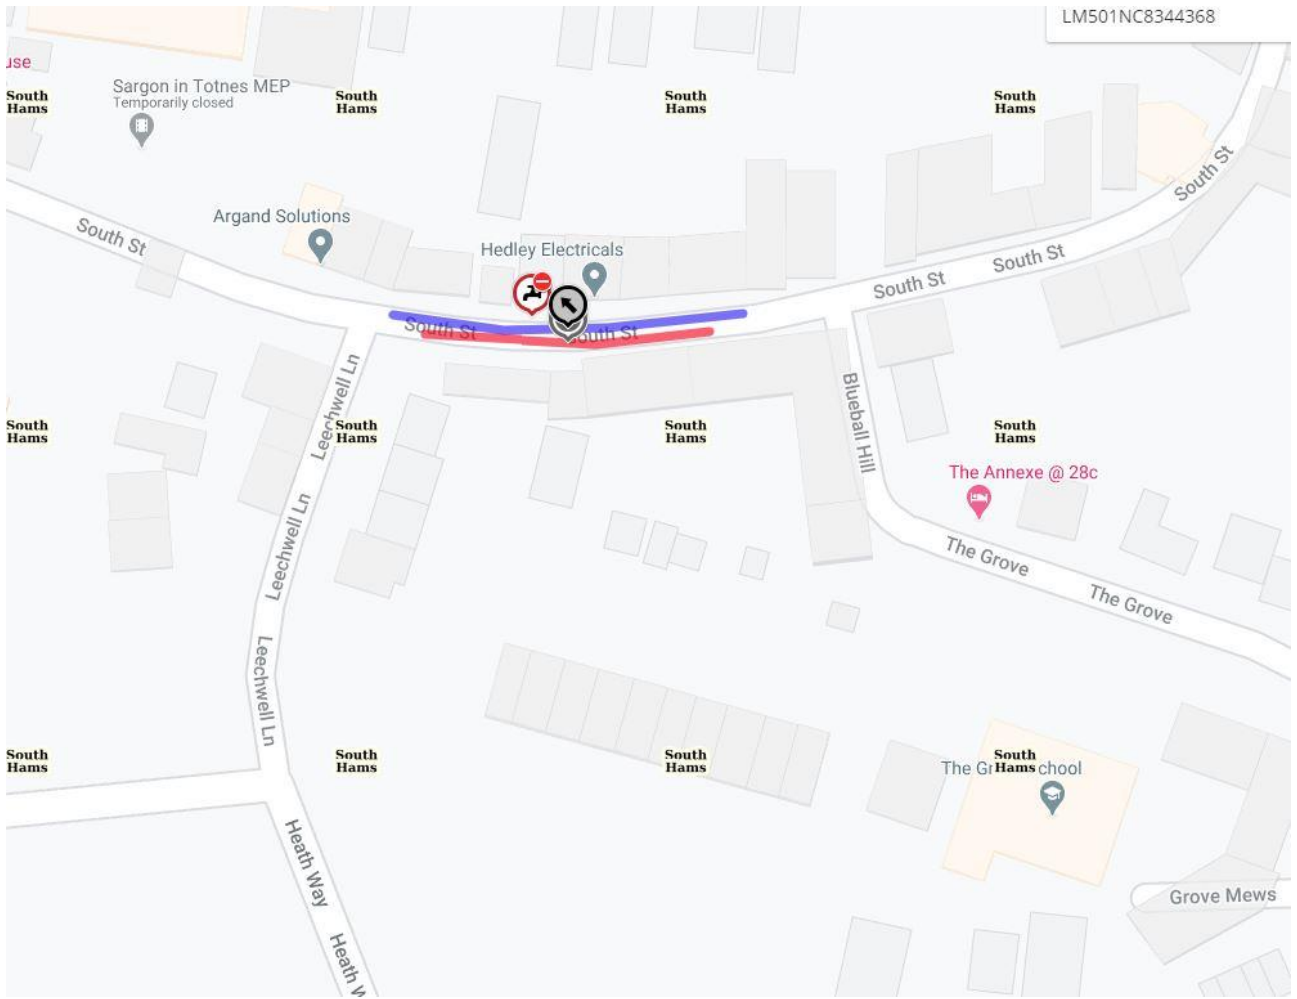 LM501NC8344368
use
Sargon in Totnes MEP
Temporarily closed
South
Hams
South
Hams
South
Hams
South
Hams
South St
South St
Argand Solutions
Hedley Electricals
South St
South St
South St
South St
Leechwell Ln
Blueball Hill
South
Hams
South
Hams
South
Hams
South
Hams
The Annexe @ 28c
Leechwell Ln
The Grove
The Grove
Leechwell Ln
South
Hams
South
Hams
South
Hams
South
Hams
The Gr chool
Heath Way
Grove Mews
Heath W